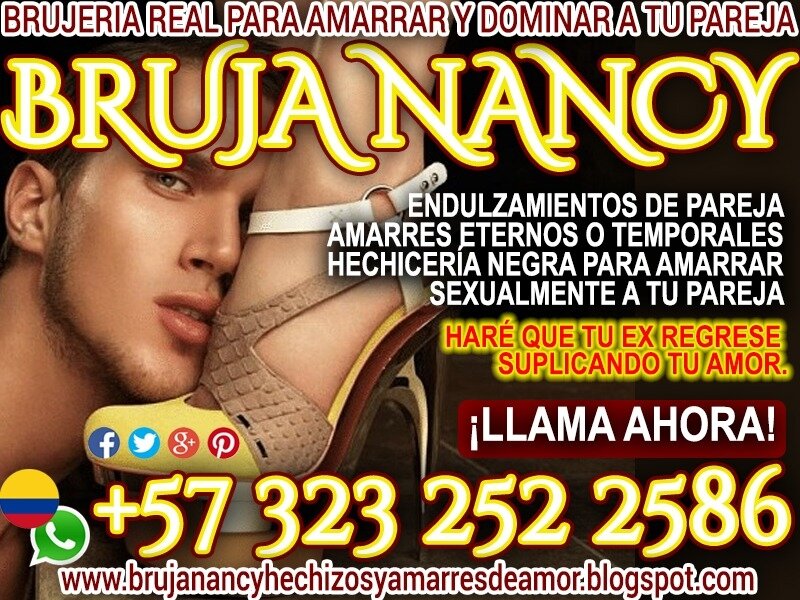 BRUJERIA REAL PARA AMARRAR Y DOMINAR A TU PAREJA
BRUJA NANCY
ENDULZAMIENTOS DE PAREJA
AMARRES ETERNOS O TEMPORALES
HECHICERÍA NEGRA PARA AMARRAR
SEXUALMENTE A TU PAREJA
HARÉ QUE TU EX REGRESE
SUPLICANDO TU AMOR.
¡LLAMA AHORA!
+57 323 252 2586
www.brujanancyhechizosyamarresdeamor.blogspot.com